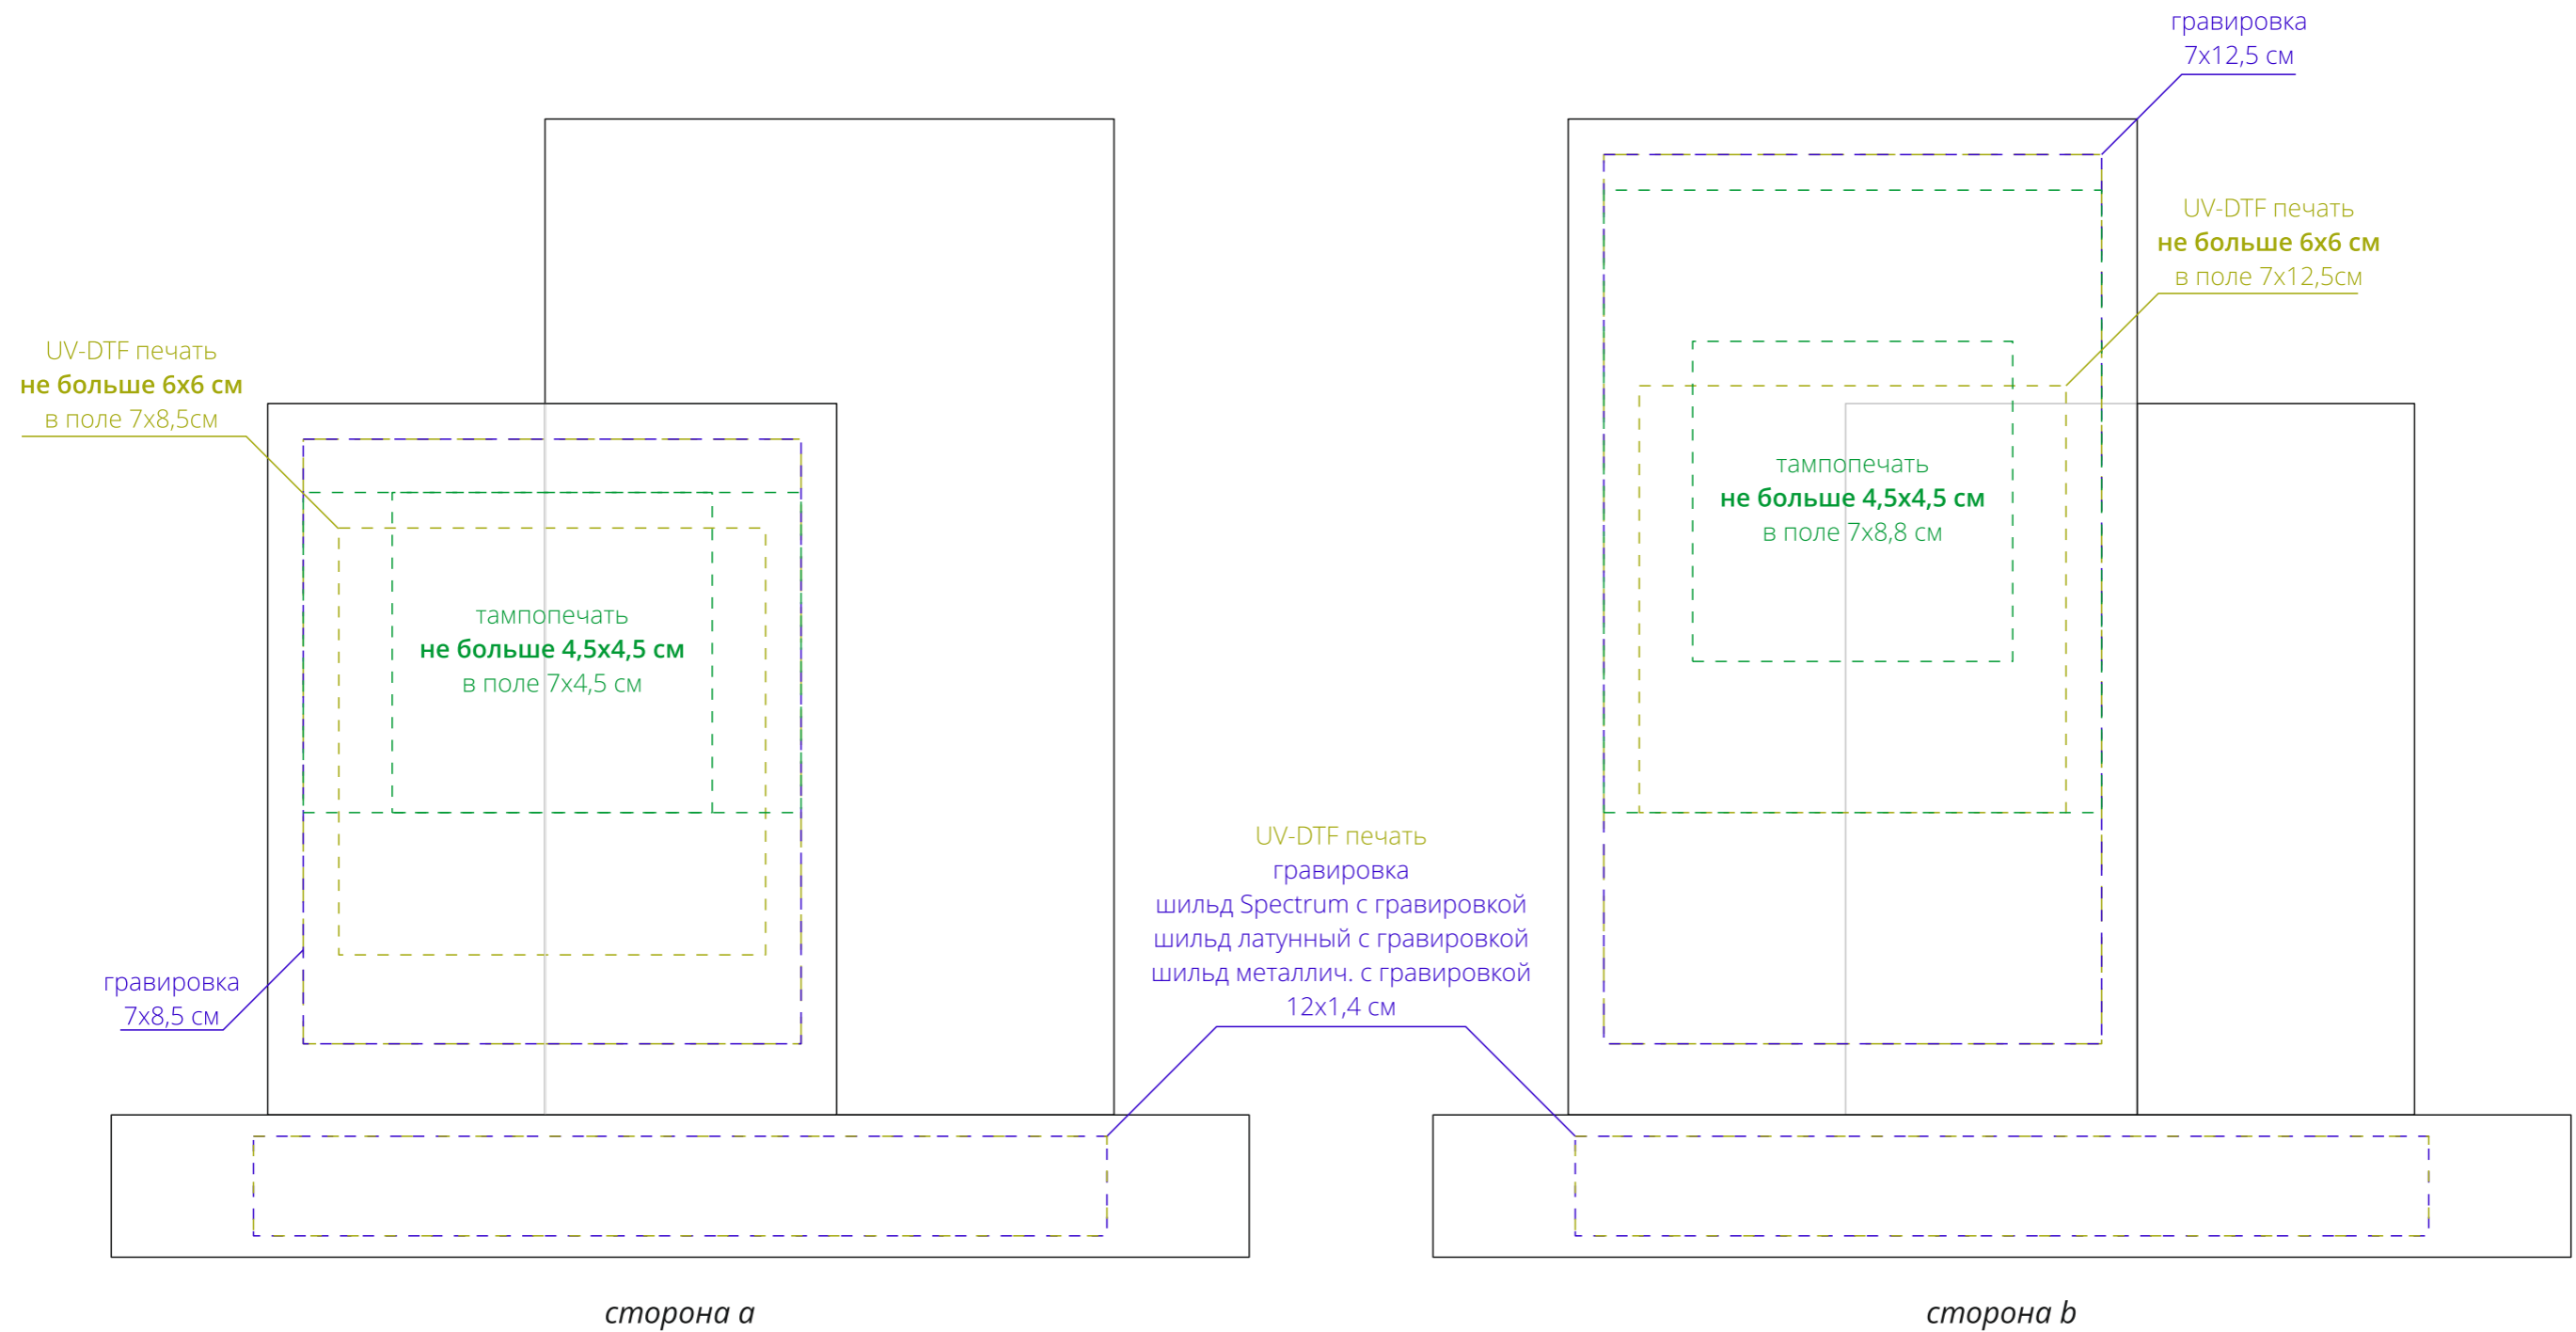 гравировка
7х12,5 см
UV-DTF печать
не больше 6х6 см
в поле 7х12,5см
UV-DTF печать
не больше 6х6 см
в поле 7х8,5см
тампопечать
не больше 4,5х4,5 см
в поле 7х8,8 см
тампопечать
не больше 4,5х4,5 см
в поле 7х4,5 см
UV-DTF печать
гравировка
шильд Spectrum с гравировкой
шильд латунный с гравировкой
шильд металлич. с гравировкой
12х1,4 см
гравировка
7х8,5 см
сторона a
сторона b